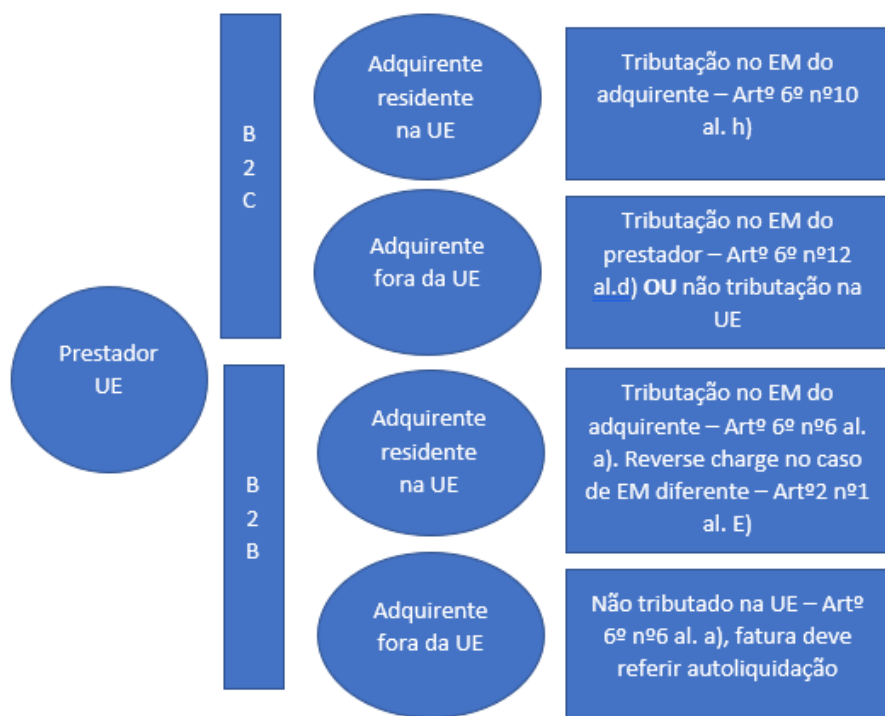 Prestador
UE
B
2
C
Adquirente
residente
na UE
Tributação no EM do
adquirente – Artº 6º nº10
al. h)
Adquirente
fora da UE
Tributação no EM do
prestador – Artº 6º nº12
al.d) OU não tributação na
UE
B
2
B
Adquirente
residente
na UE
Tributação no EM do
adquirente – Artº 6º nº6 al.
a). Reverse charge no caso
de EM diferente – Artº2 nº1
al. E)
Adquirente
fora da UE
Não tributado na UE – Artº
6º nº6 al. a), fatura deve
referir autoliquidação